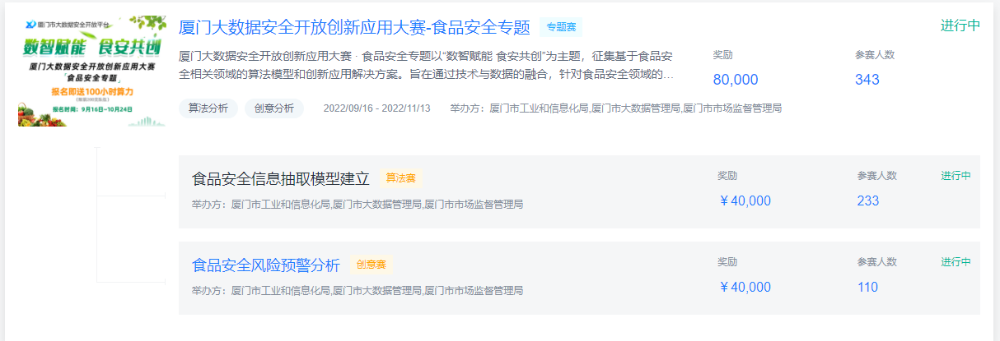 厦门市大数据安全开放平台
数智赋能 食安共创
厦门大数据安全开放创新应用大赛
食品安全专题
报名即送100小时算力
报名时间：9月16日~10月24日
厦门大数据安全开放创新应用大赛-食品安全专题 专题赛 进行中
厦门大数据安全开放创新应用大赛 · 食品安全专题以“数智赋能 食安共创”为主题，征集基于食品安
全相关领域的算法模型和创新应用解决方案。旨在通过技术与数据的融合，针对食品安全领域的...
奖励 参赛人数
80,000 343
算法分析 创意分析 2022/09/16 - 2022/11/13 举办方：厦门市工业和信息化局,厦门市大数据管理局,厦门市市场监督管理局
食品安全信息抽取模型建立 算法赛 奖励 参赛人数 进行中
举办方：厦门市工业和信息化局,厦门市大数据管理局,厦门市市场监督管理局 ￥40,000 233
食品安全风险预警分析 创意赛 奖励 参赛人数 进行中
举办方：厦门市工业和信息化局,厦门市大数据管理局,厦门市市场监督管理局 ￥40,000 110